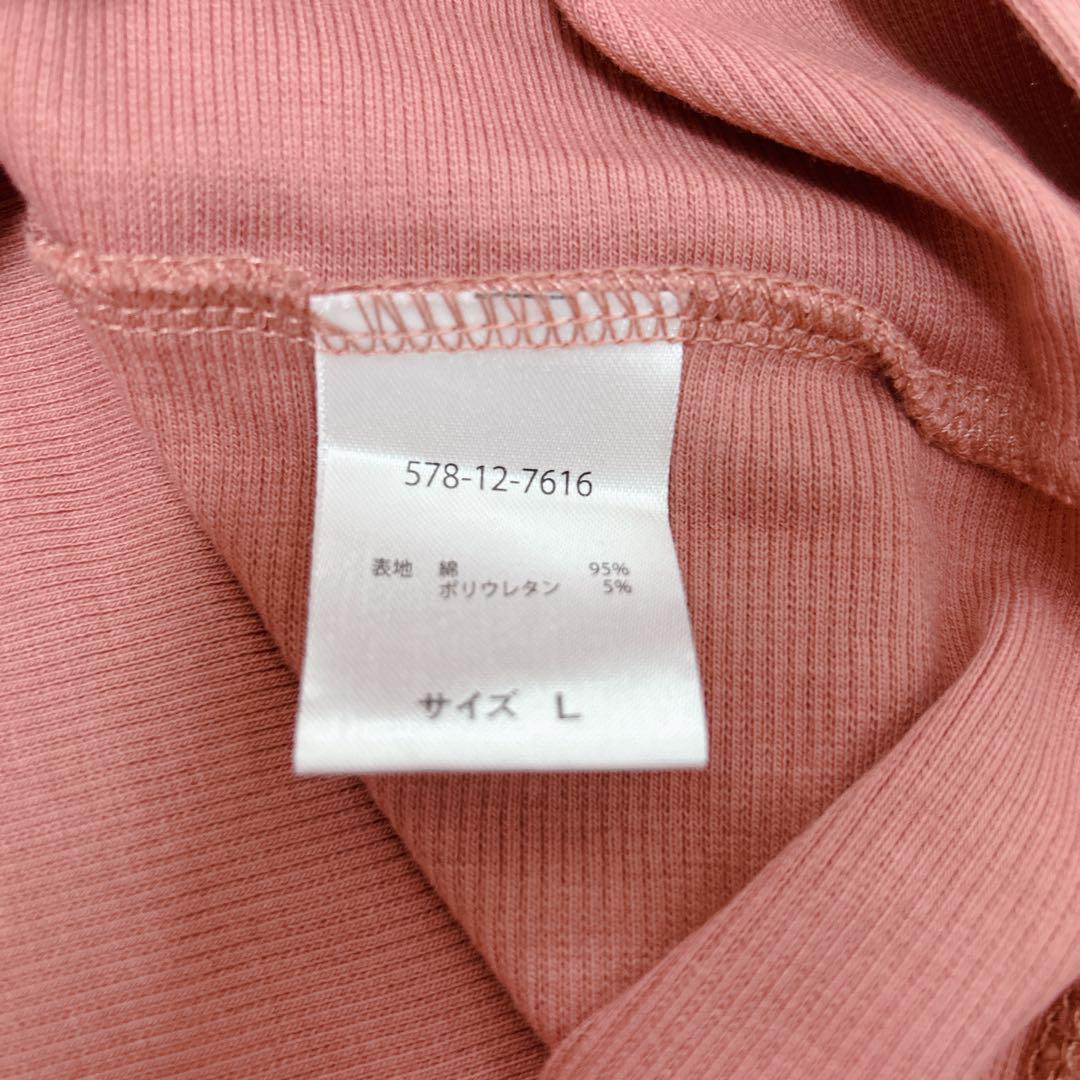 578-12-7616
表地 綿 95%
ポリウレタン 5%
サイズ L